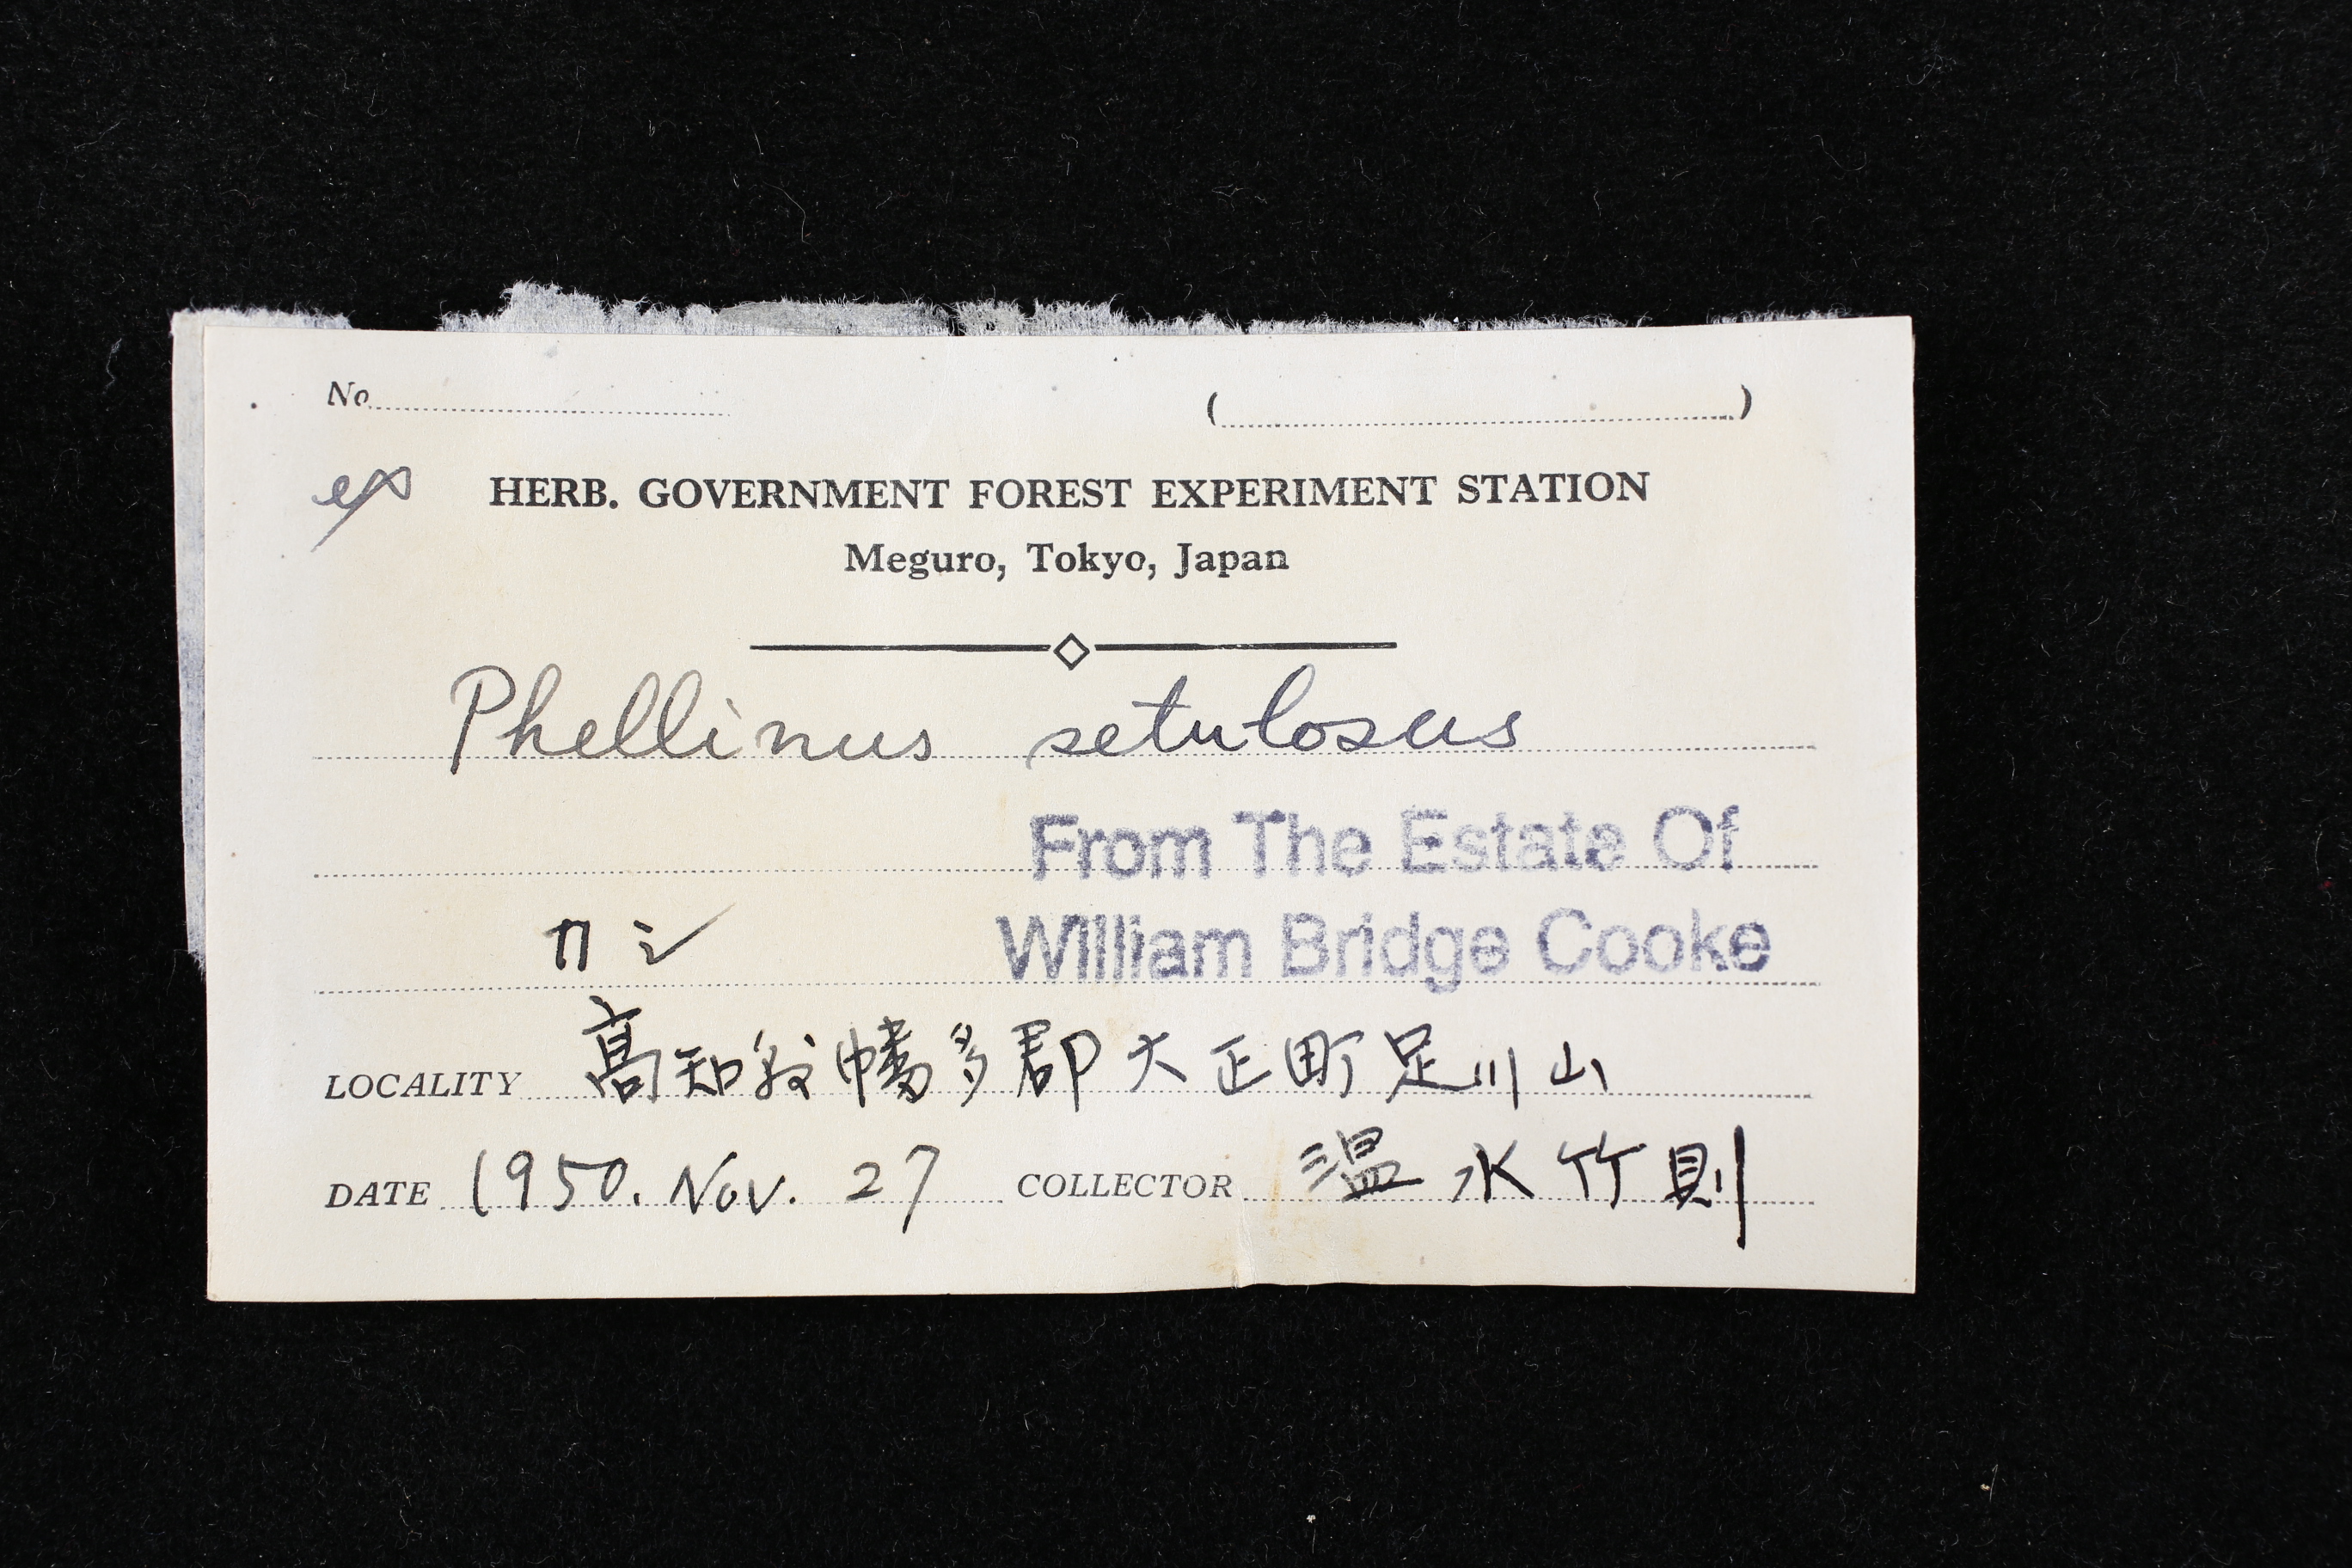 No ( )
ex HERB. GOVERNMENT FOREST EXPERIMENT STATION
Meguro, Tokyo, Japan
Phellinus setulosus
From The Estate Of
カシ William Bridge Cooke
LOCALITY 高知 幡多郡大正町足川山
DATE 1950. Nov. 27 COLLECTOR 温水竹則